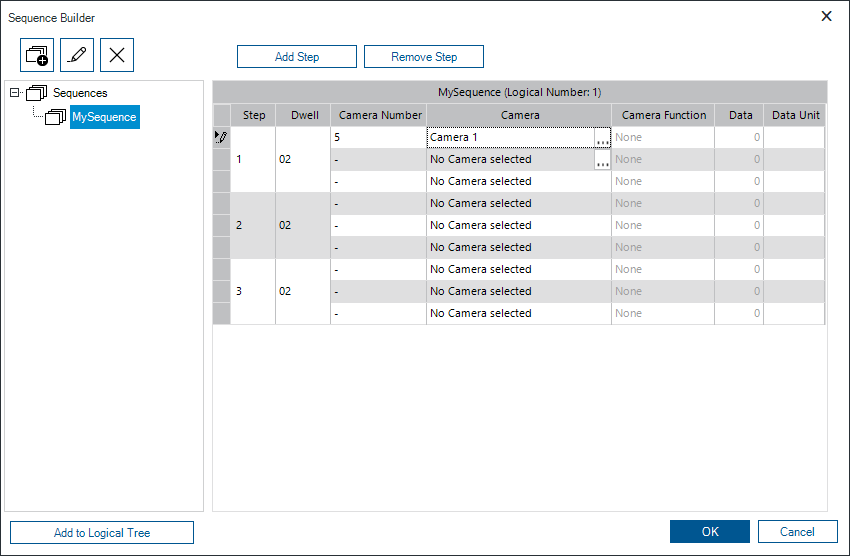 Sequence Builder
Add Step Remove Step
Sequences
MySequence
MySequence (Logical Number: 1)
Step Dwell Camera Number Camera Camera Function Data Data Unit
5 Camera 1 ... None 0
1 02 - No Camera selected ... None 0
- No Camera selected None 0
- No Camera selected None 0
2 02 - No Camera selected None 0
- No Camera selected None 0
- No Camera selected None 0
3 02 - No Camera selected None 0
- No Camera selected None 0
Add to Logical Tree OK Cancel